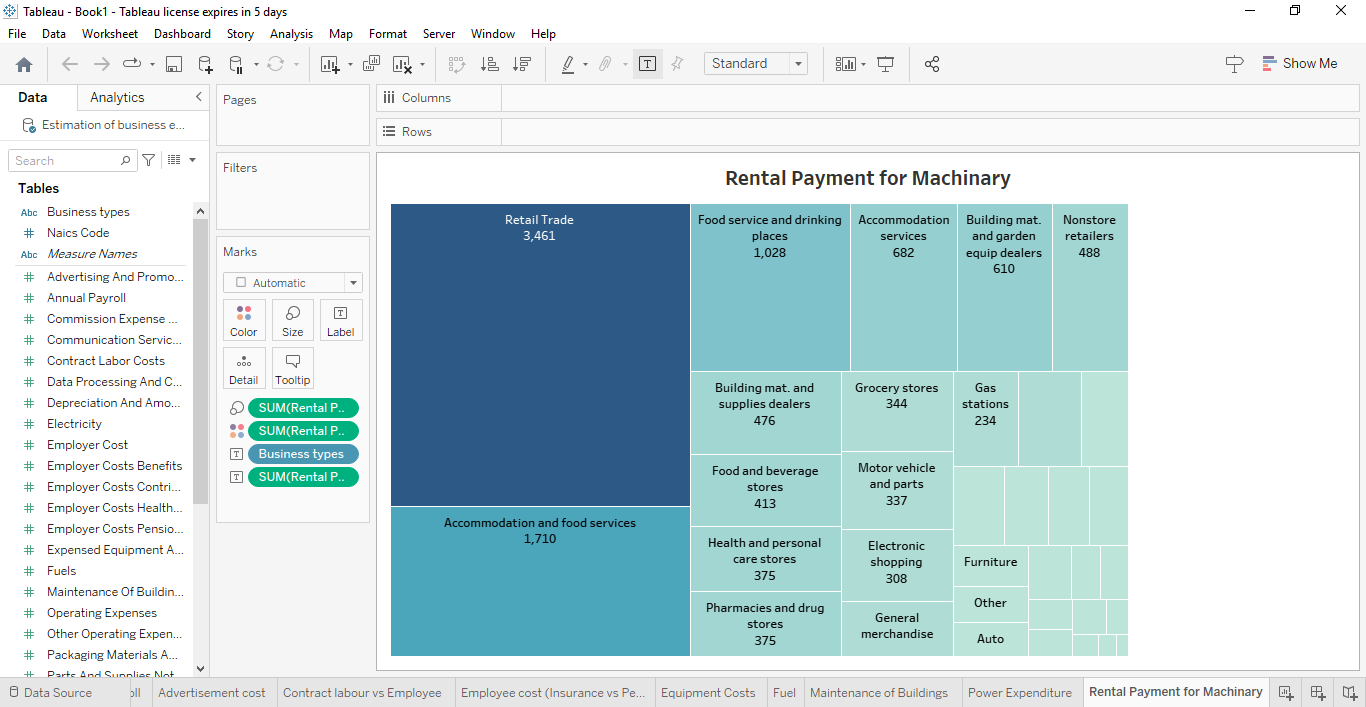 Tableau - Book1 - Tableau license expires in 5 days
File Data Worksheet Dashboard Story Analysis Map Format Server Window Help
Standard
Show Me
Data
Analytics
Estimation of business e...
Search
Tables
Abc Business types
# Naics Code
Abc Measure Names
# Advertising And Promo...
# Annual Payroll
# Commission Expense ...
# Communication Servic...
# Contract Labor Costs
# Data Processing And C...
# Depreciation And Amo...
# Electricity
# Employer Cost
# Employer Costs Benefits
# Employer Costs Contri...
# Employer Costs Health...
# Employer Costs Pensio...
# Expensed Equipment A...
# Fuels
# Maintenance Of Buildin...
# Operating Expenses
# Other Operating Expen...
# Packaging Materials A...
# Parts And Supplies Not
Pages
Filters
Marks
Automatic
Color
Size
T
Label
Detail
Tooltip
SUM(Rental P..
SUM(Rental P..
T Business types
T SUM(Rental P..
Columns
Rows
Rental Payment for Machinary
Retail Trade
3,461
Accommodation and food services
1,710
Food service and drinking
places
1,028
Accommodation
services
682
Building mat.
and garden
equip dealers
610
Nonstore
retailers
488
Building mat. and
supplies dealers
476
Food and beverage
stores
413
Health and personal
care stores
375
Pharmacies and drug
stores
375
Grocery stores
344
Motor vehicle
and parts
337
Electronic
shopping
308
General
merchandise
Gas
stations
234
Furniture
Other
Auto
Data Source
oll
Advertisement cost
Contract labour vs Employee
Employee cost (Insurance vs Pe...
Equipment Costs
Fuel
Maintenance of Buildings
Power Expenditure
Rental Payment for Machinary